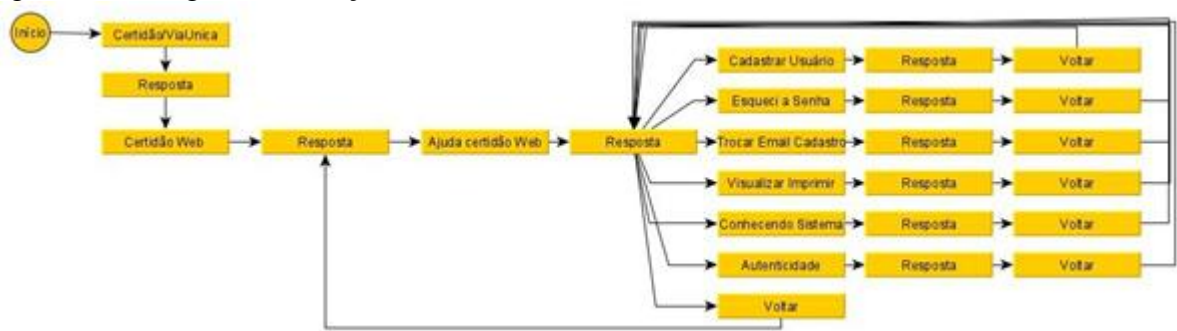 Início
Certidão/ViaUnica
Resposta
Certidão Web
Resposta
Ajuda certidão Web
Resposta
Cadastrar Usuário
Resposta
Voltar
Esqueci a Senha
Resposta
Voltar
Trocar Email Cadastro
Resposta
Voltar
Visualizar Imprimir
Resposta
Voltar
Conhecendo Sistema
Resposta
Voltar
Autenticidade
Resposta
Voltar
Voltar